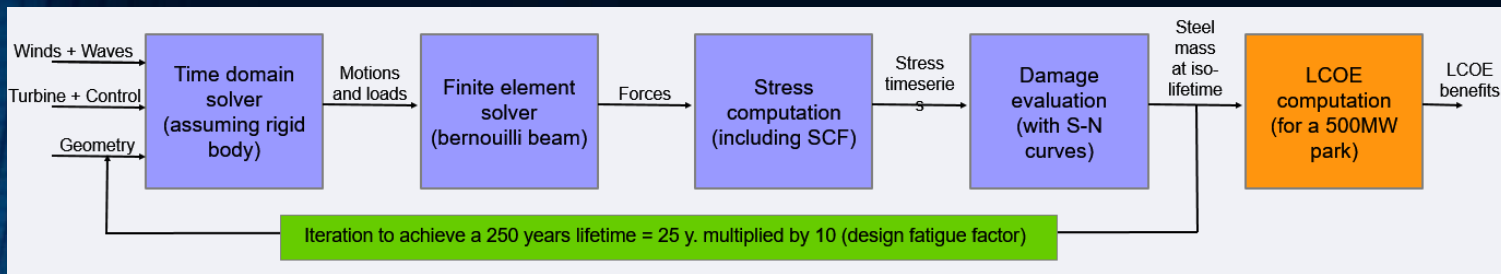 Winds + Waves
Turbine + Control
Geometry
Time domain
solver
(assuming rigid
body)
Motions
and loads
Finite element
solver
(bernouilli beam)
Forces
Stress
computation
(including SCF)
Stress
timeserie
s
Damage
evaluation
(with S-N
curves)
Steel
mass
at iso-
lifetime
LCOE
computation
(for a 500MW
park)
LCOE
benefits
Iteration to achieve a 250 years lifetime = 25 y. multiplied by 10 (design fatigue factor)